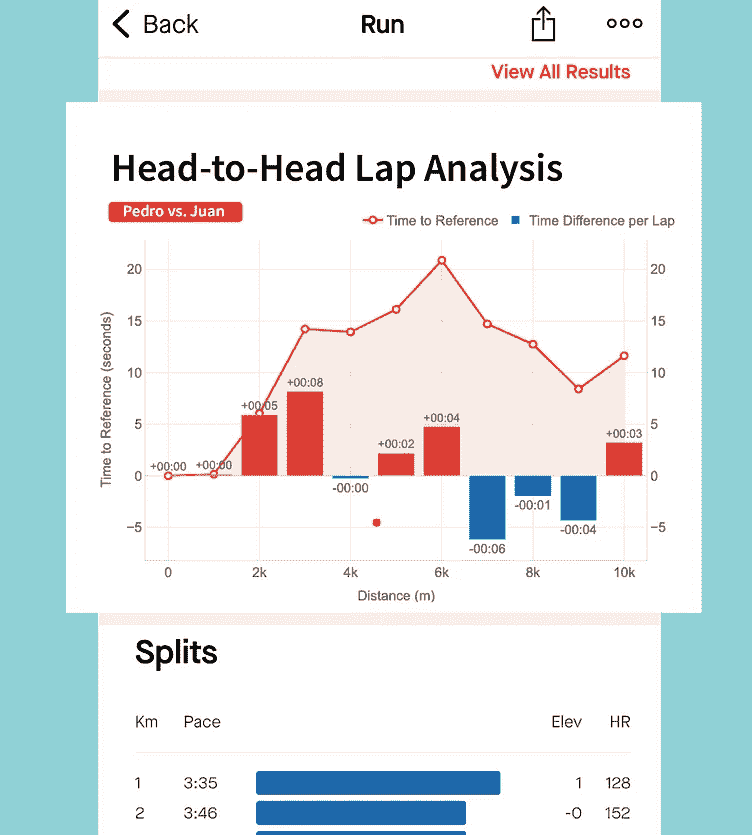 Back Run ooo
View All Results
Head-to-Head Lap Analysis
Pedro vs. Juan
Time to Reference Time Difference per Lap
Time to Reference (seconds)
20 20
15 15
10 10
5 5
0 0
−5 −5
+00:00 +00:00 +00:05 +00:08 -00:00 +00:02 +00:04 -00:06 -00:01 -00:04 +00:03
0 2k 4k 6k 8k 10k
Distance (m)
Splits
Km Pace Elev HR
1 3:35 1 128
2 3:46 -0 152